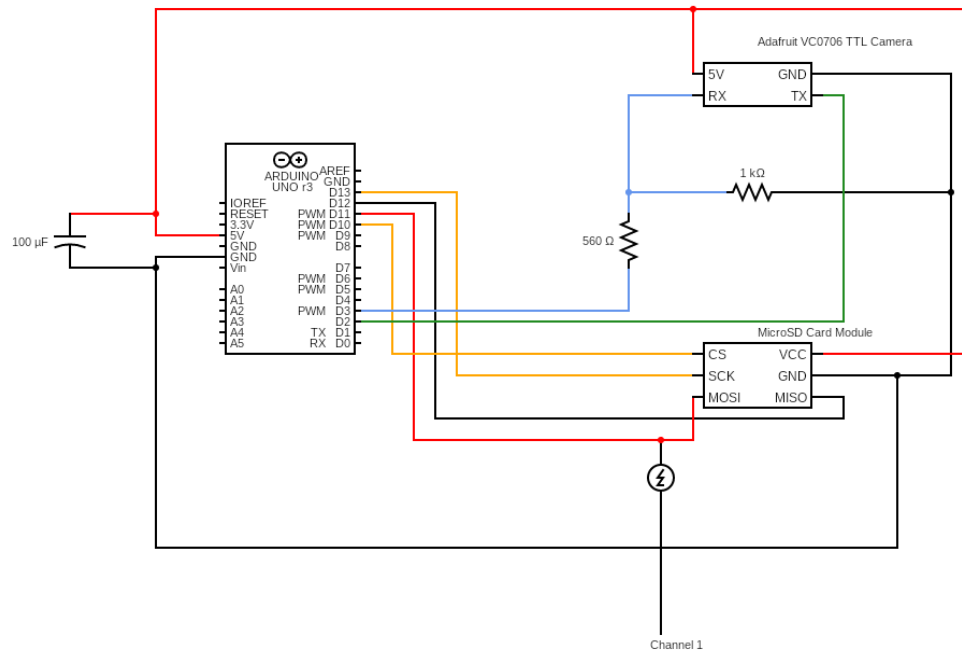 Adafruit VC0706 TTL Camera
5V GND
RX TX
1 kΩ
560 Ω
100 µF
ARDUINO
UNO r3
AREF
GND
D13
IOREF D12
RESET PWM D11
3.3V PWM D10
5V PWM D9
GND D8
GND
Vin D7
PWM D6
A0 PWM D5
A1 D4
A2 PWM D3
A3 D2
A4 TX D1
A5 RX D0
MicroSD Card Module
CS VCC
SCK GND
MOSI MISO
Channel 1